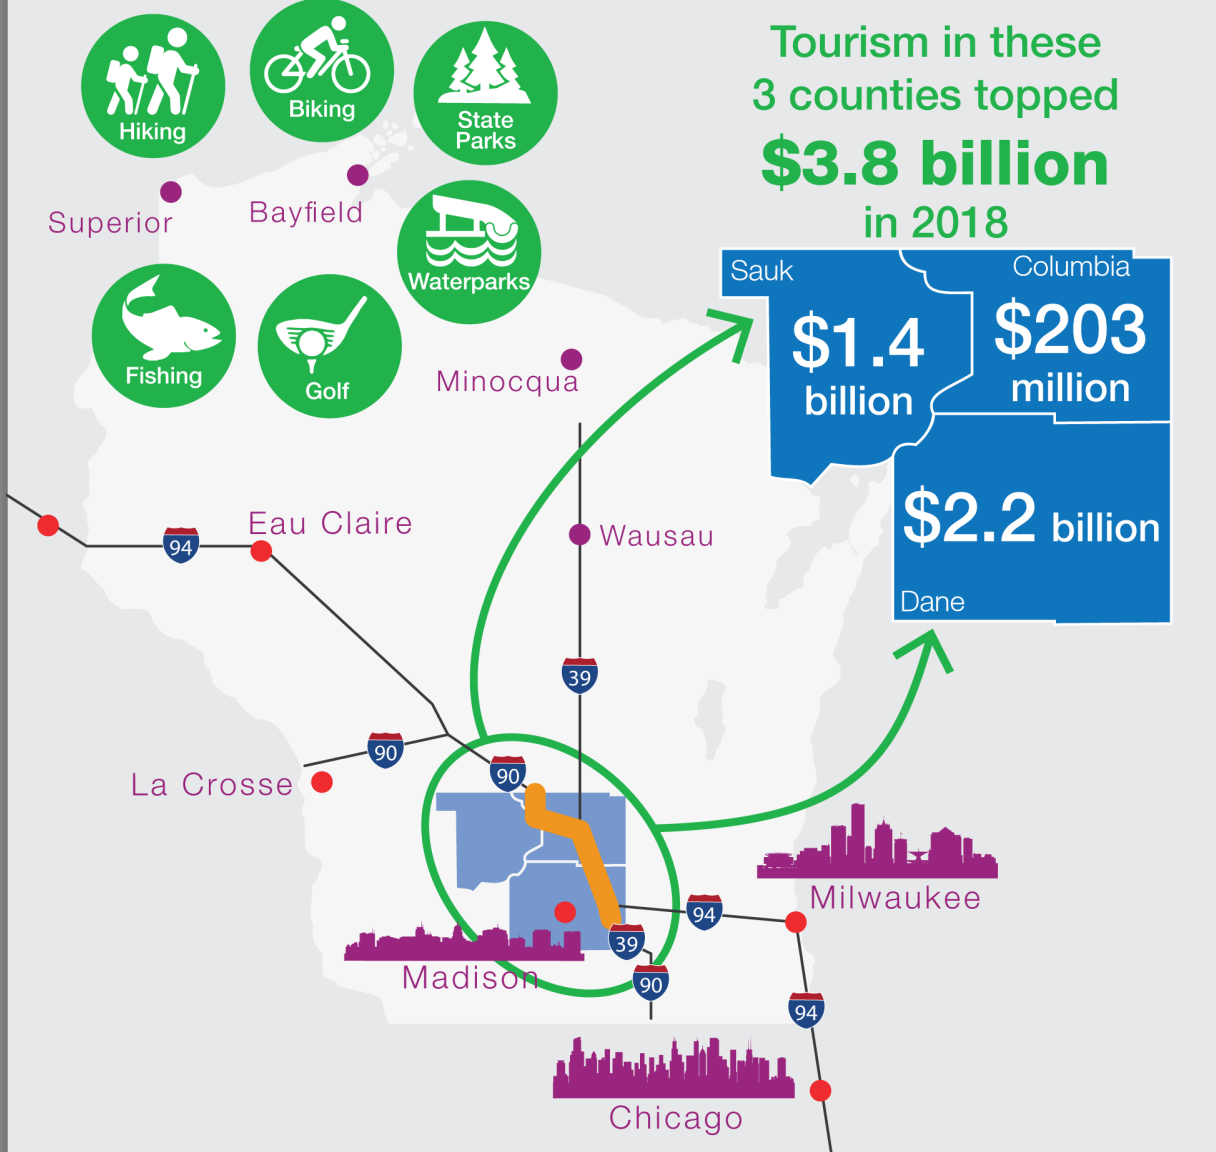 Hiking
Biking
State
Parks
Tourism in these
3 counties topped
$3.8 billion
in 2018
Superior
Bayfield
Waterparks
Fishing
Golf
Minocqua
Sauk
Columbia
$1.4
billion
$203
million
$2.2 billion
Dane
94
Eau Claire
Wausau
39
90
La Crosse
90
Milwaukee
94
39
Madison
90
94
Chicago